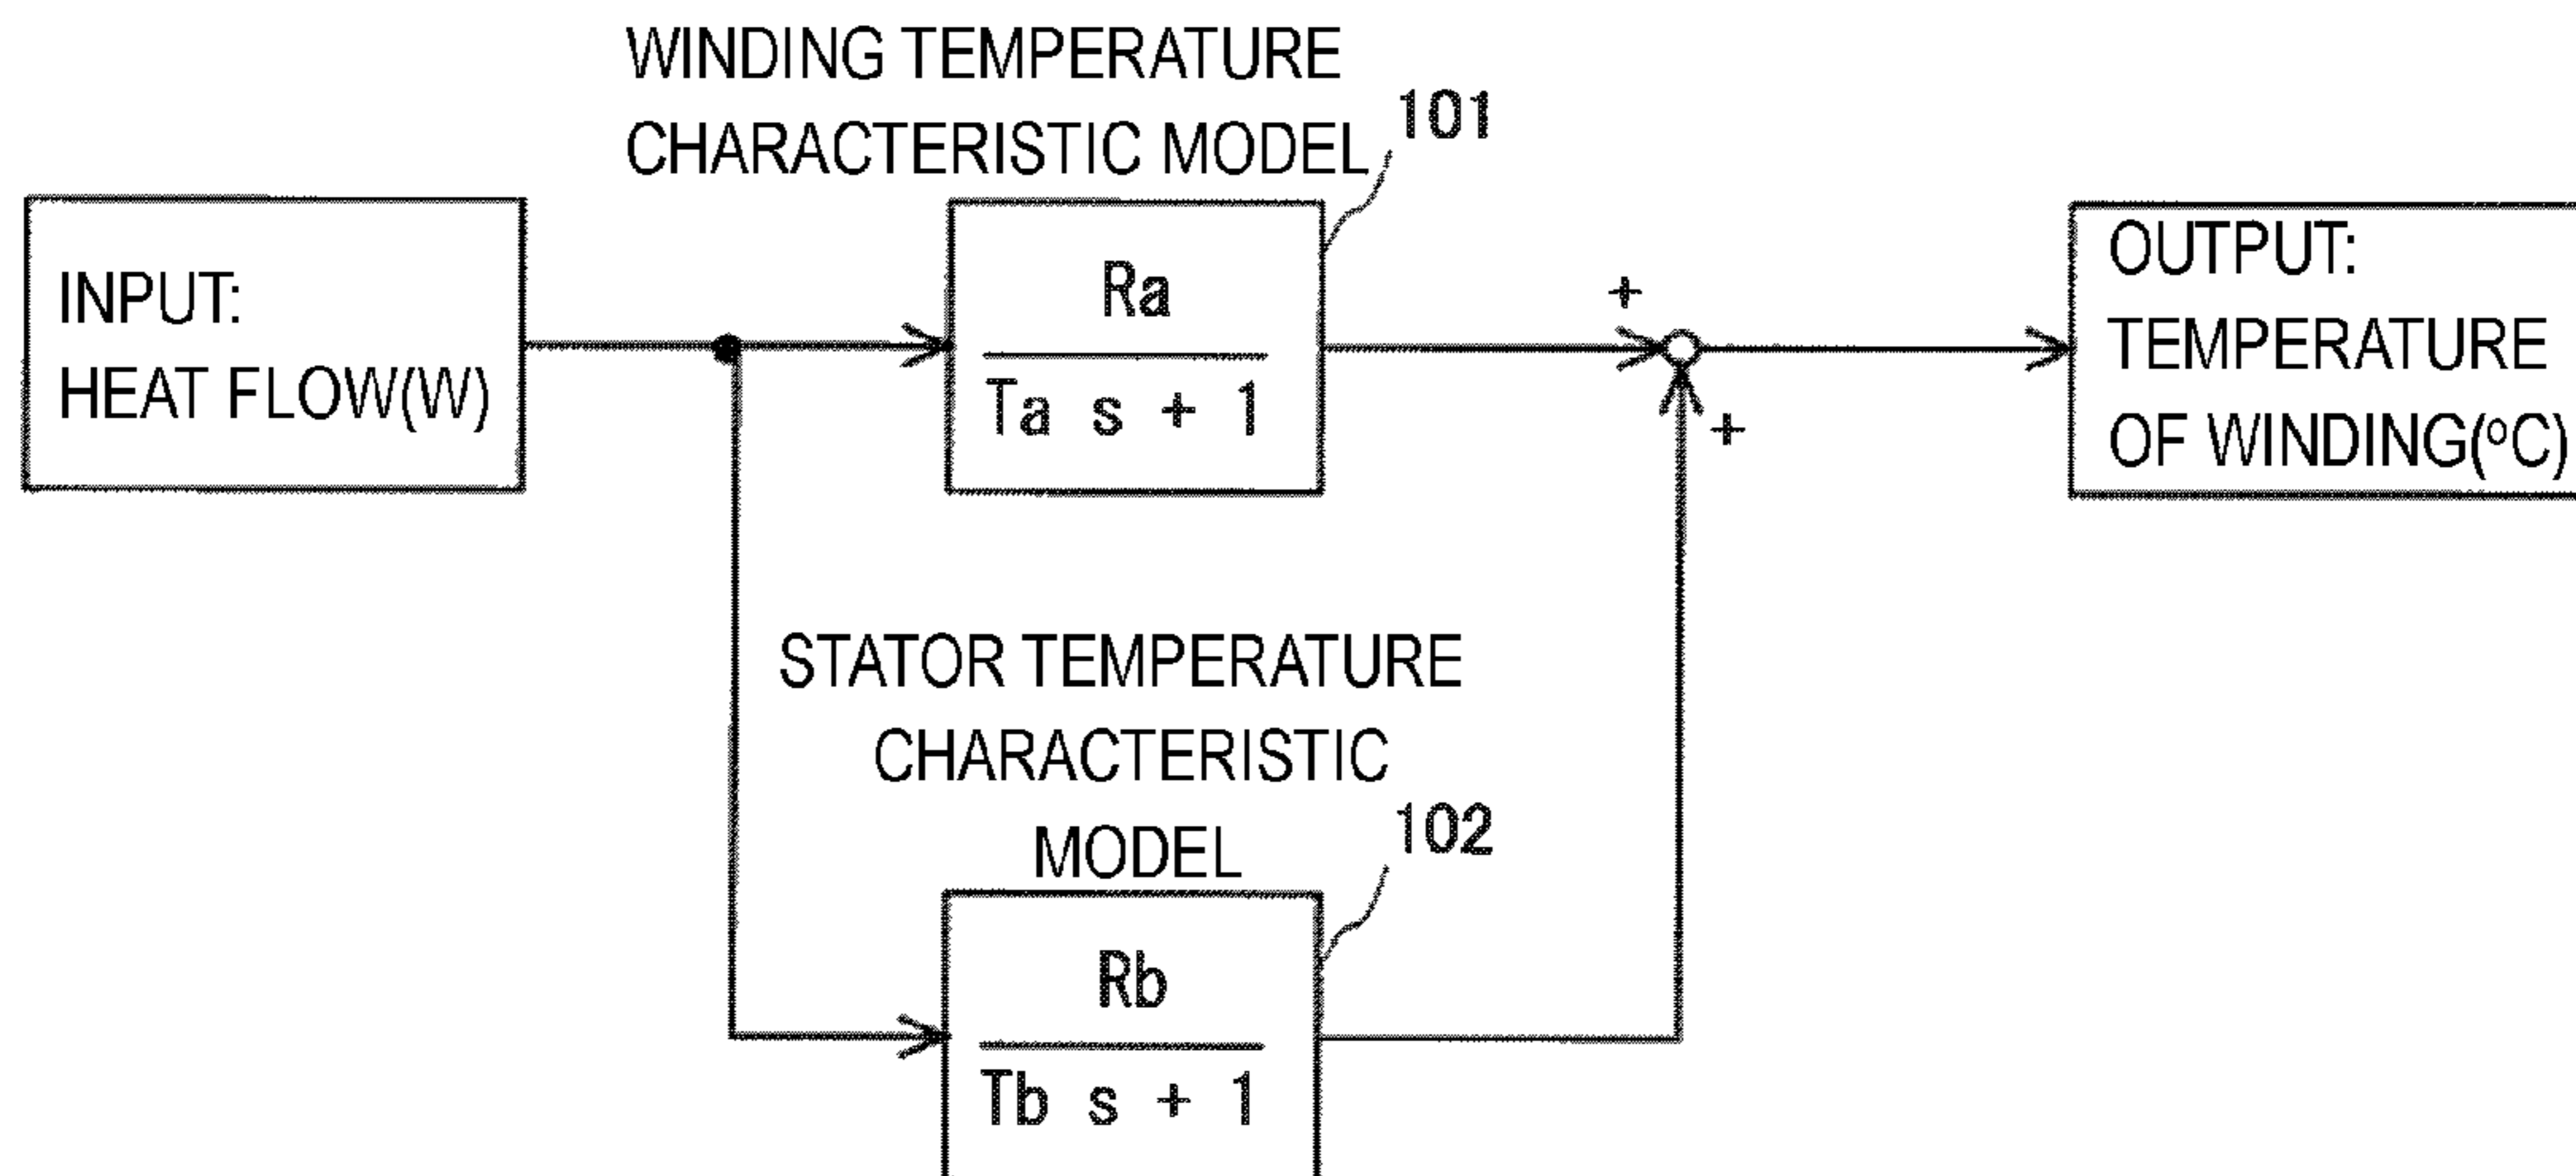 WINDING TEMPERATURE
CHARACTERISTIC MODEL
101
INPUT:
HEAT FLOW(W)
Ra
Ta s + 1
+
+
OUTPUT:
TEMPERATURE
OF WINDING(°C)
STATOR TEMPERATURE
CHARACTERISTIC
MODEL
102
Rb
Tb s + 1